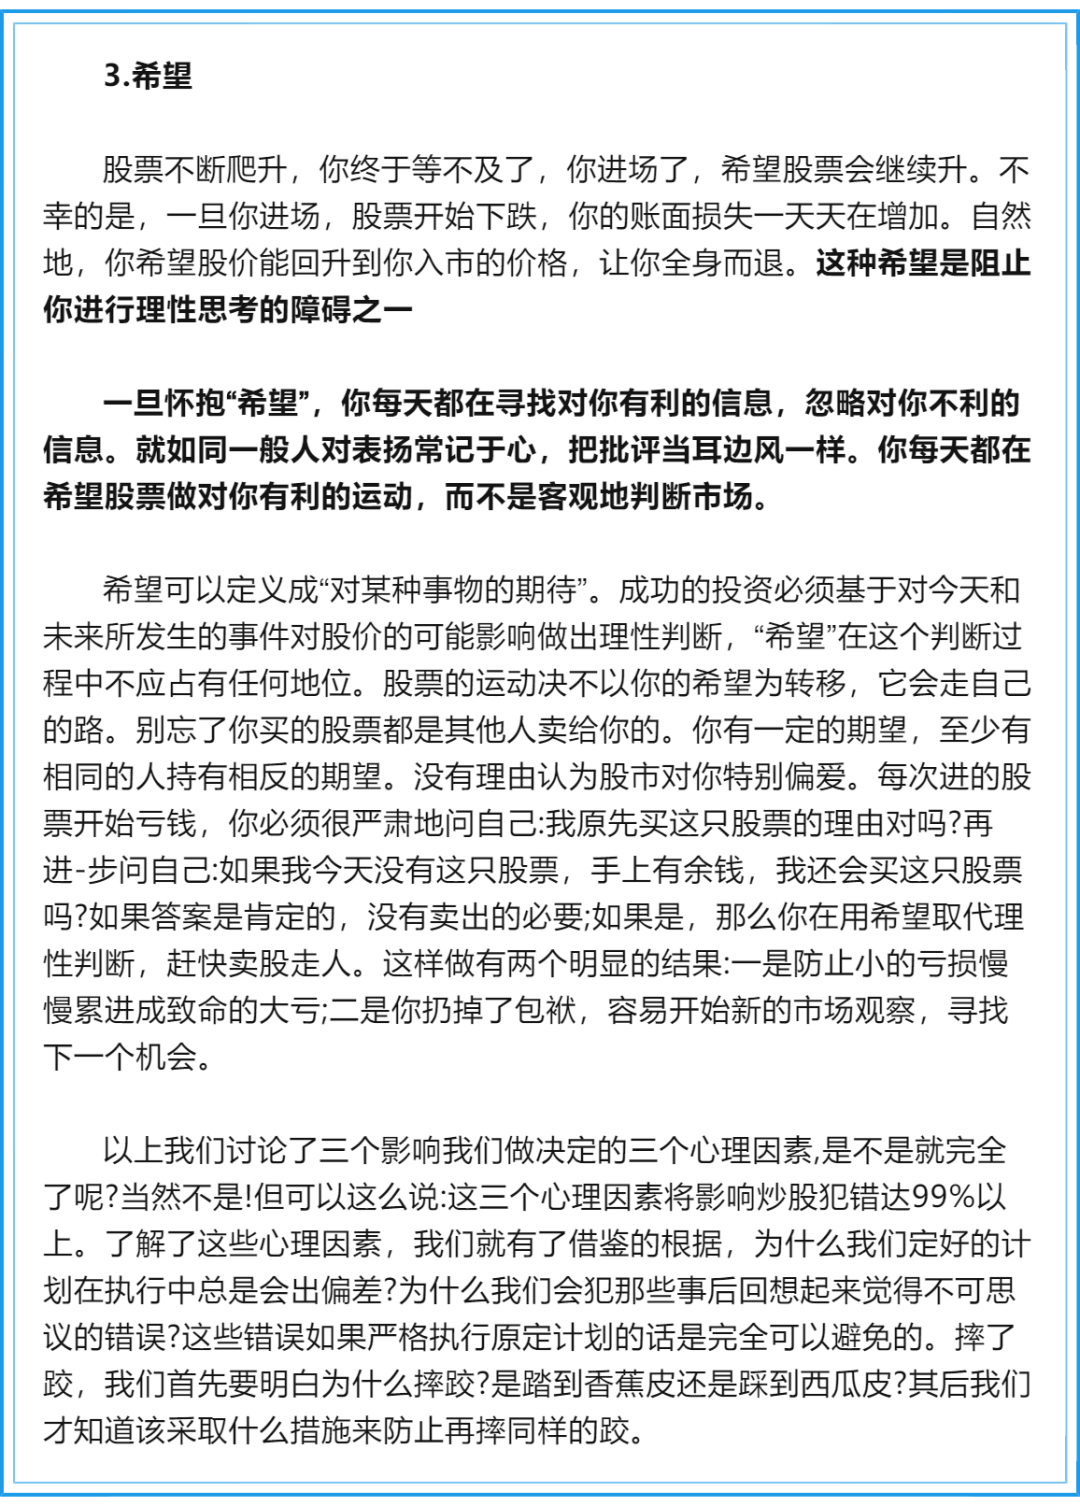 3.希望
股票不断爬升，你终于等不及了，你进场了，希望股票会继续升。不
幸的是，一旦你进场，股票开始下跌，你的账面损失一天天在增加。自然
地，你希望股价能回升到你入市的价格，让你全身而退。这种希望是阻止
你进行理性思考的障碍之一
一旦怀抱“希望”，你每天都在寻找对你有利的信息，忽略对你不利的
信息。就如同一般人对表扬常记于心，把批评当耳边风一样。你每天都在
希望股票做对你有利的运动，而不是客观地判断市场。
希望可以定义成“对某种事物的期待”。成功的投资必须基于对今天和
未来所发生的事件对股价的可能影响做出理性判断，“希望”在这个判断过
程中不应占有任何地位。股票的运动决不以你的希望为转移，它会走自己
的路。别忘了你买的股票都是其他人卖给你的。你有一定的期望，至少有
相同的人持有相反的期望。没有理由认为股市对你特别偏爱。每次进的股
票开始亏钱，你必须很严肃地问自己:我原先买这只股票的理由对吗?再
进-步问自己:如果我今天没有这只股票，手上有余钱，我还会买这只股票
吗?如果答案是肯定的，没有卖出的必要;如果是，那么你在用希望取代理
性判断，赶快卖股走人。这样做有两个明显的结果:一是防止小的亏损慢
慢累进成致命的大亏;二是你扔掉了包袱，容易开始新的市场观察，寻找
下一个机会。
以上我们讨论了三个影响我们做决定的三个心理因素,是不是就完全
了呢?当然不是!但可以这么说:这三个心理因素将影响炒股犯错达99%以
上。了解了这些心理因素，我们就有了借鉴的根据，为什么我们定好的计
划在执行中总是会出偏差?为什么我们会犯那些事后回想起来觉得不可思
议的错误?这些错误如果严格执行原定计划的话是完全可以避免的。摔了
跤，我们首先要明白为什么摔跤?是踏到香蕉皮还是踩到西瓜皮?其后我们
才知道该采取什么措施来防止再摔同样的跤。